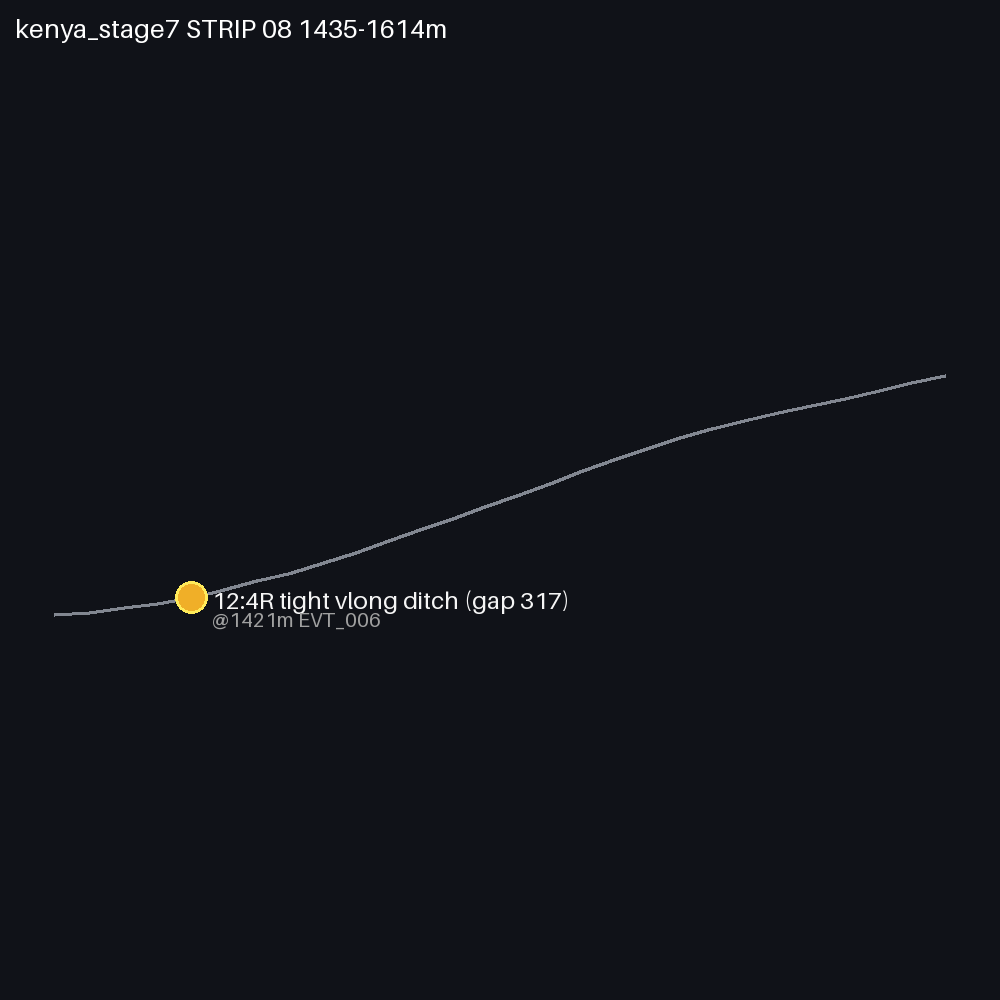 kenya_stage7 STRIP 08 1435-1614m
12:4R tight vlong ditch (gap 317)
@1421m EVT_006